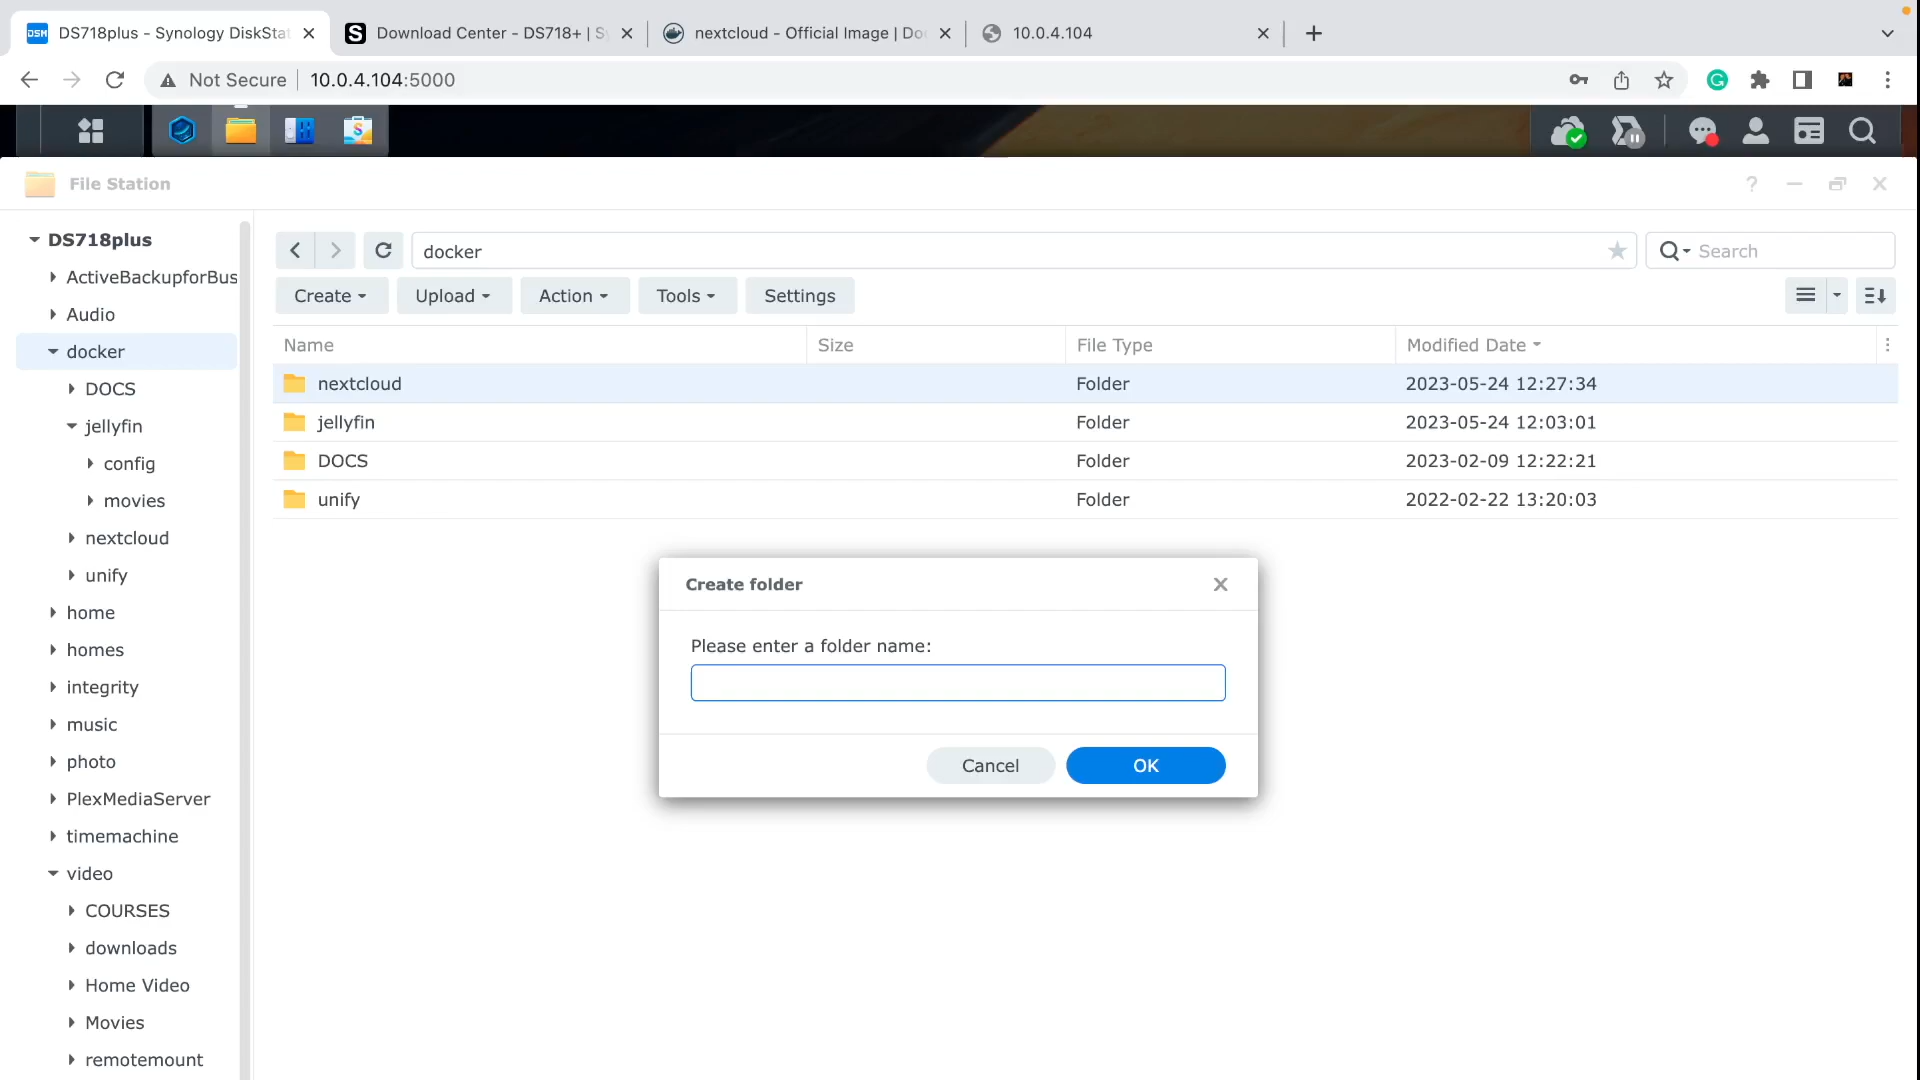 DSM DS718plus - Synology DiskStat
S Download Center - DS718+ | S
nextcloud - Official Image | Do
10.0.4.104
Not Secure
10.0.4.104:5000
File Station
DS718plus
ActiveBackupforBus
Audio
docker
DOCS
jellyfin
config
movies
nextcloud
unify
home
homes
integrity
music
photo
PlexMediaServer
timemachine
video
COURSES
downloads
Home Video
Movies
remotemount
docker
Search
Create
Upload
Action
Tools
Settings
Name Size File Type Modified Date
nextcloud Folder 2023-05-24 12:27:34
jellyfin Folder 2023-05-24 12:03:01
DOCS Folder 2023-02-09 12:22:21
unify Folder 2022-02-22 13:20:03
Create folder
Please enter a folder name:
Cancel
OK